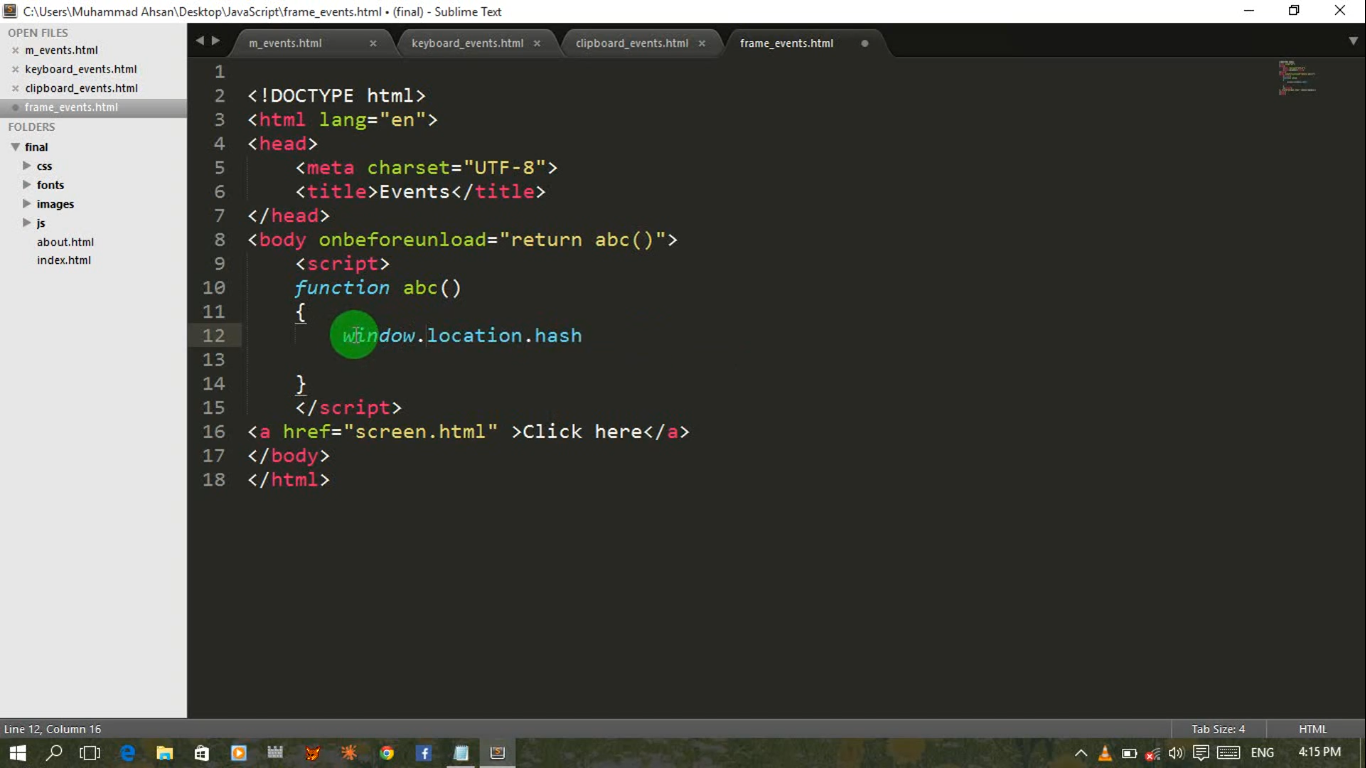 C:\Users\Muhammad Ahsan\Desktop\JavaScript\frame_events.html • (final) - Sublime Text
OPEN FILES
m_events.html
keyboard_events.html
clipboard_events.html
frame_events.html
FOLDERS
final
css
fonts
images
js
about.html
index.html
m_events.html
keyboard_events.html
clipboard_events.html
frame_events.html
1
2 <!DOCTYPE html>
3 <html lang="en">
4 <head>
5 <meta charset="UTF-8">
6 <title>Events</title>
7 </head>
8 <body onbeforeunload="return abc()">
9 <script>
10 function abc()
11 {
12 window.location.hash
13
14 }
15 </script>
16 <a href="screen.html" >Click here</a>
17 </body>
18 </html>
Line 12, Column 16
Tab Size: 4
HTML
ENG
4:15 PM